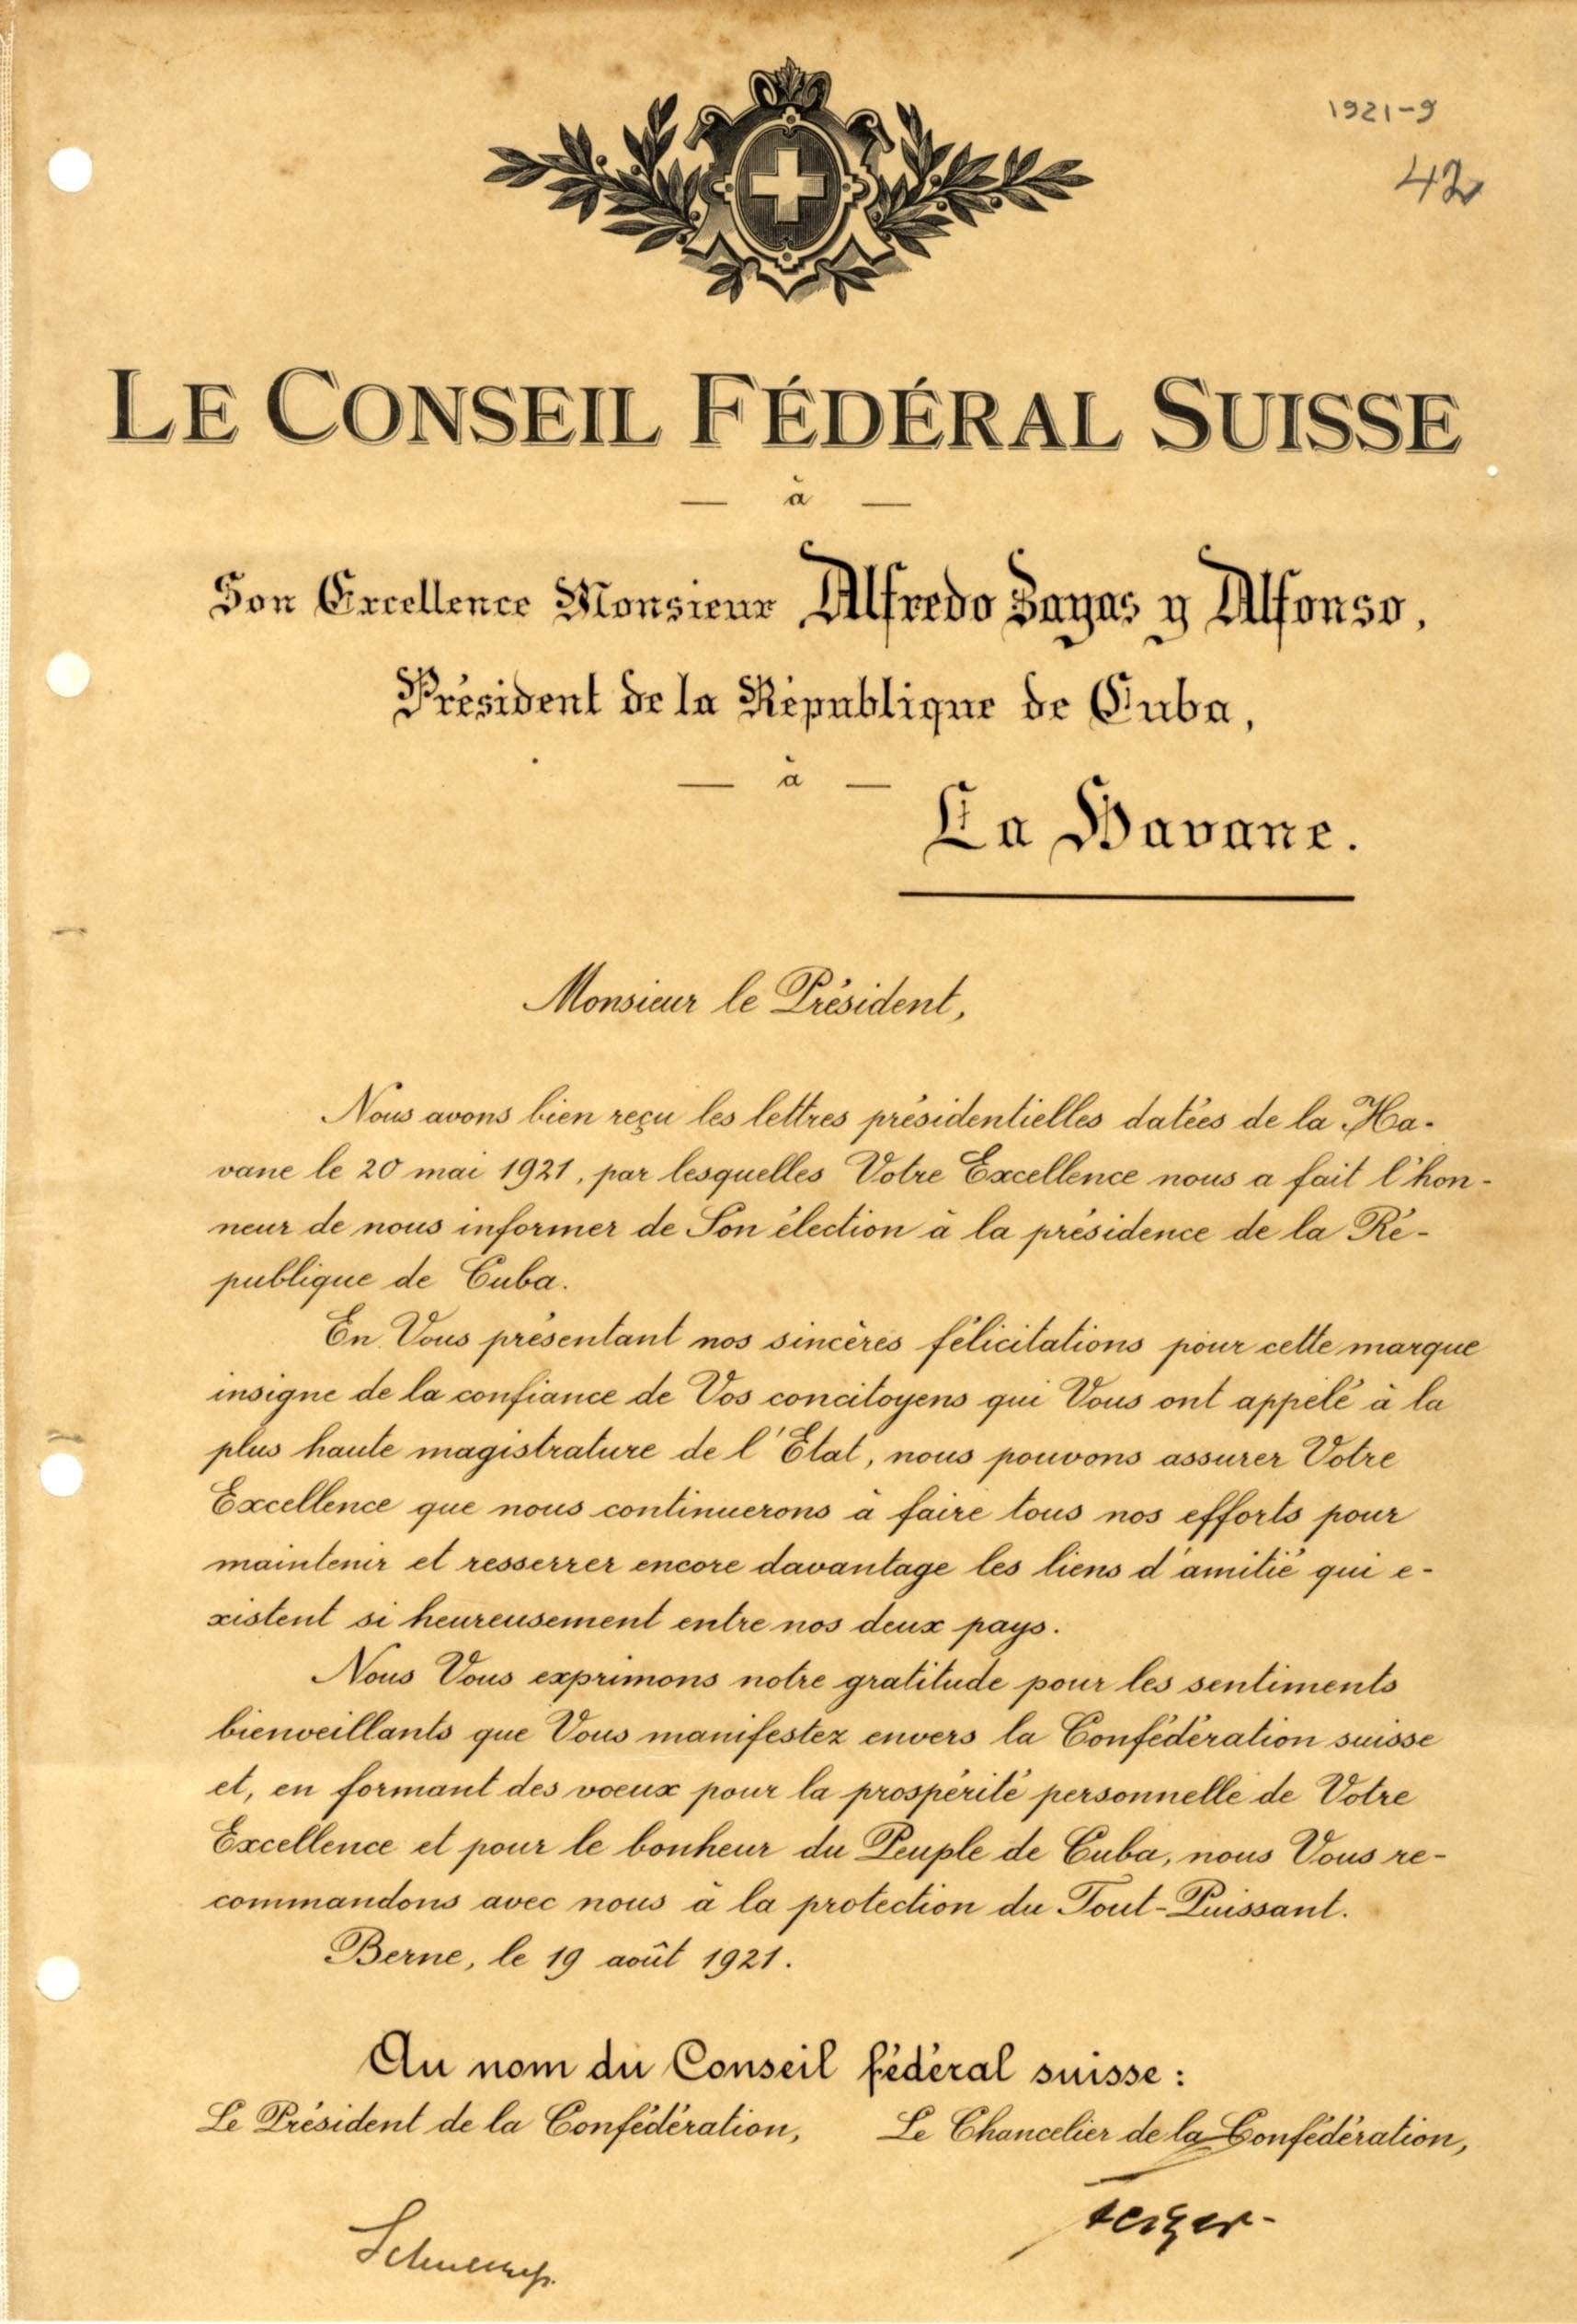 1921-9
42
LE CONSEIL FÉDÉRAL SUISSE
— à —
Son Excellence Monsieur Alfredo Zayas y Alfonso,
Président de la République de Cuba,
— à —
La Havane.
Monsieur le Président,
Nous avons bien reçu les lettres présidentielles datées de la Ha-
vane le 20 mai 1921, par lesquelles Votre Excellence nous a fait l'hon-
neur de nous informer de Son élection à la présidence de la Ré-
publique de Cuba.
En Vous présentant nos sincères félicitations pour cette marque
insigne de la confiance de Vos concitoyens qui Vous ont appelé à la
plus haute magistrature de l'Etat, nous pouvons assurer Votre
Excellence que nous continuerons à faire tous nos efforts pour
maintenir et resserrer encore davantage les liens d'amitié qui e-
xistent si heureusement entre nos deux pays.
Nous Vous exprimons notre gratitude pour les sentiments
bienveillants que Vous manifestez envers la Confédération suisse
et, en formant des voeux pour la prospérité personnelle de Votre
Excellence et pour le bonheur du Peuple de Cuba, nous Vous re-
commandons avec nous à la protection du Tout-Puissant.
Berne, le 19 août 1921.
Au nom du Conseil fédéral suisse:
Le Président de la Confédération, Le Chancelier de la Confédération,
Steiger